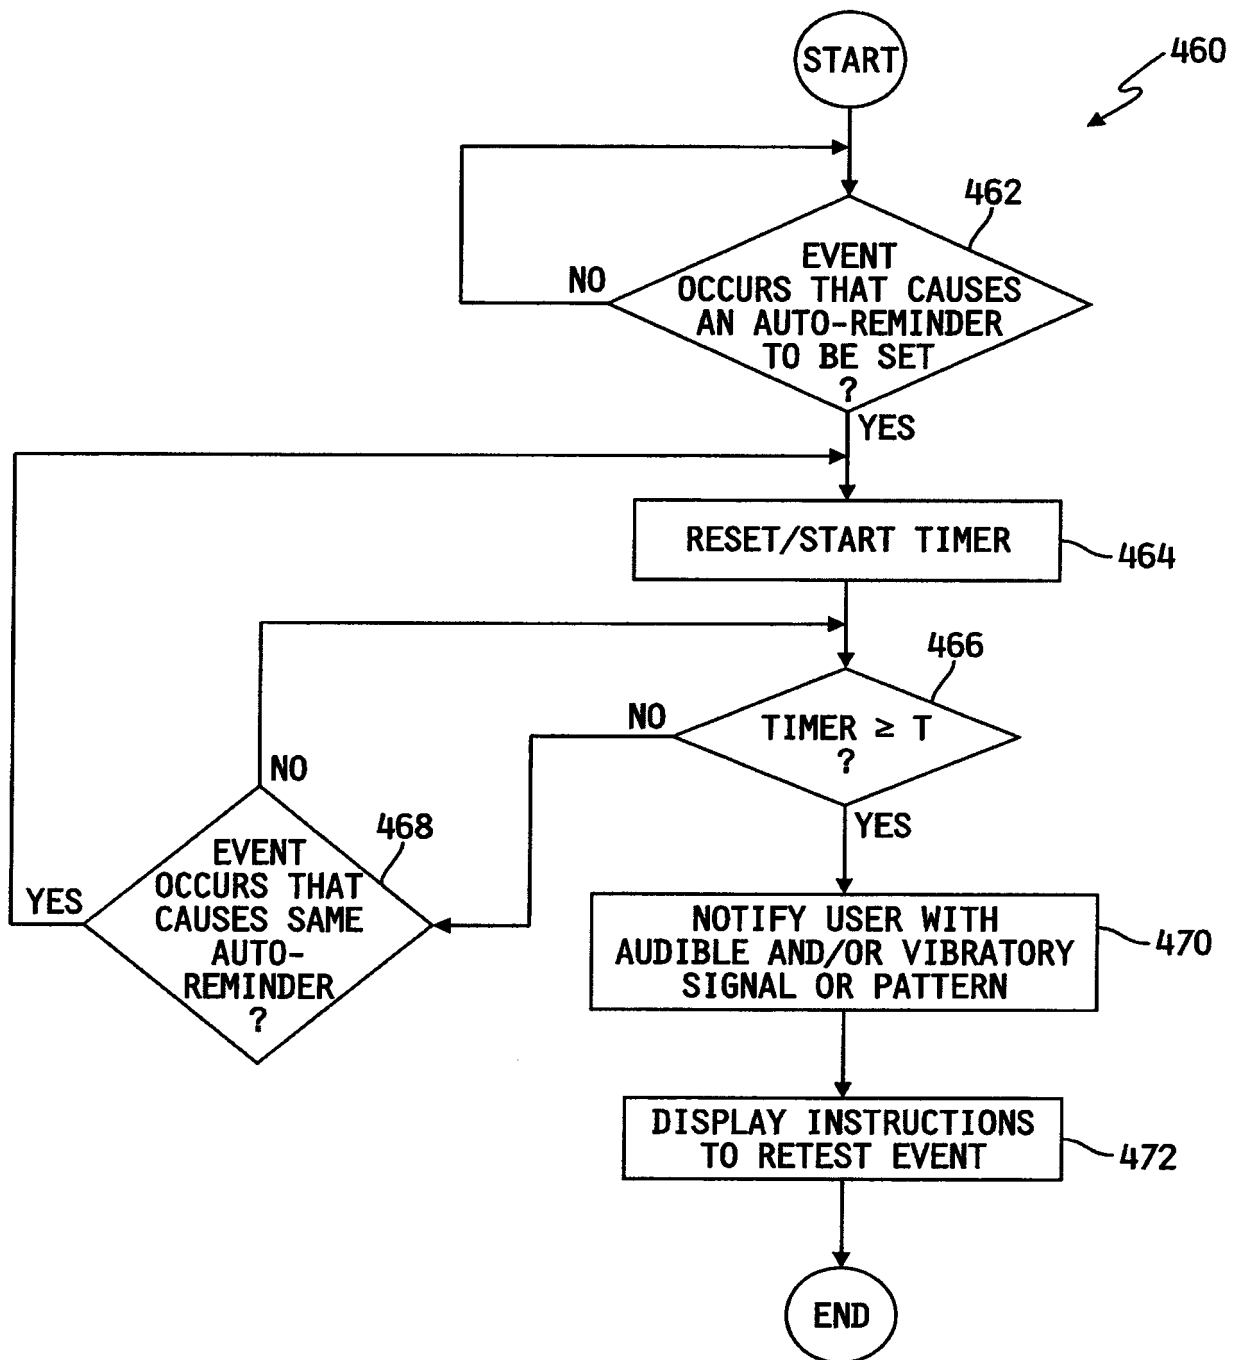 START
460
462
EVENT
OCCURS THAT CAUSES
AN AUTO-REMINDER
TO BE SET
?
NO
YES
RESET/START TIMER
464
466
TIMER ≥ T
?
NO
YES
NO
468
EVENT
OCCURS THAT
CAUSES SAME
AUTO-
REMINDER
?
YES
NOTIFY USER WITH
AUDIBLE AND/OR VIBRATORY
SIGNAL OR PATTERN
470
DISPLAY INSTRUCTIONS
TO RETEST EVENT
472
END